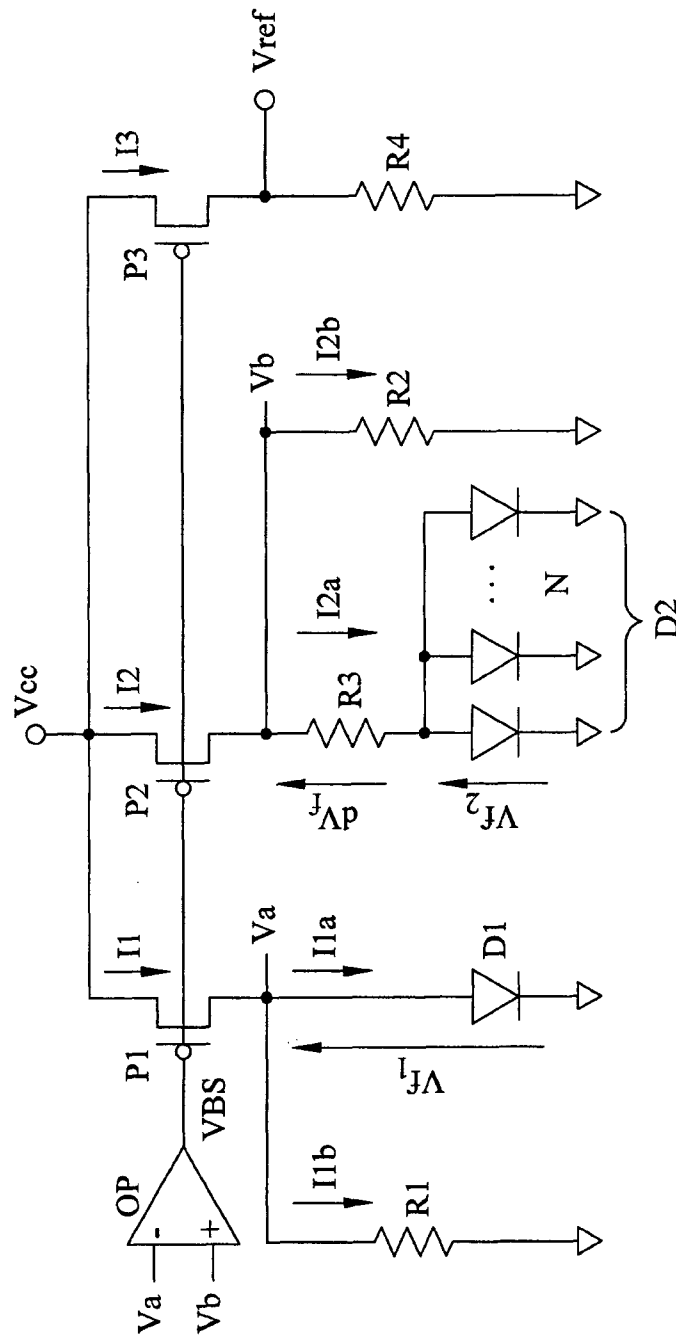 Vcc
I1
I2
I3
OP
P1
P2
P3
Va
-
Vb
+
VBS
Va
Vb
Vref
I1b
I1a
I2a
I2b
R1
Vf1
D1
dVf
R3
R2
R4
Vf2
...
N
D2